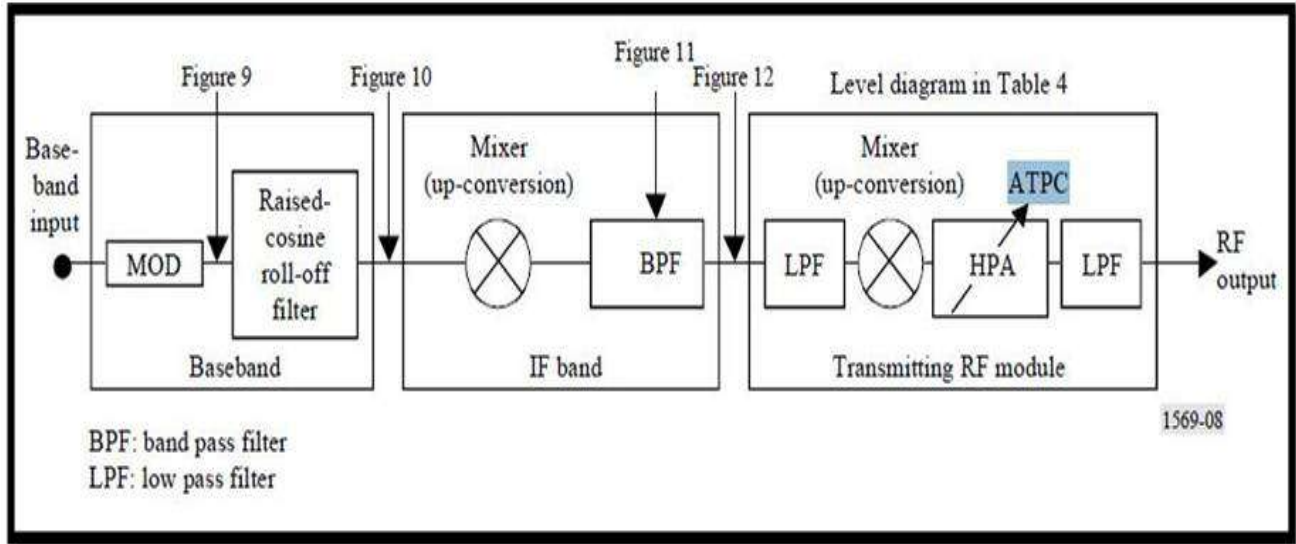 Figure 9
Figure 10
Figure 11
Figure 12
Level diagram in Table 4
Base-
band
input
MOD
Raised-
cosine
roll-off
filter
Baseband
Mixer
(up-conversion)
BPF
IF band
LPF
Mixer
(up-conversion)
ATPC
HPA
LPF
Transmitting RF module
RF
output
1569-08
BPF: band pass filter
LPF: low pass filter